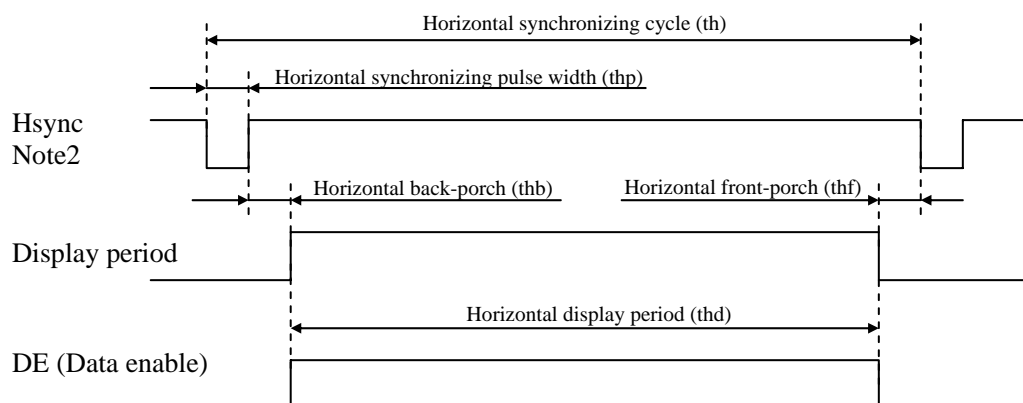 Horizontal synchronizing cycle (th)
Horizontal synchronizing pulse width (thp)
Hsync
Note2
Horizontal back-porch (thb)
Horizontal front-porch (thf)
Display period
Horizontal display period (thd)
DE (Data enable)